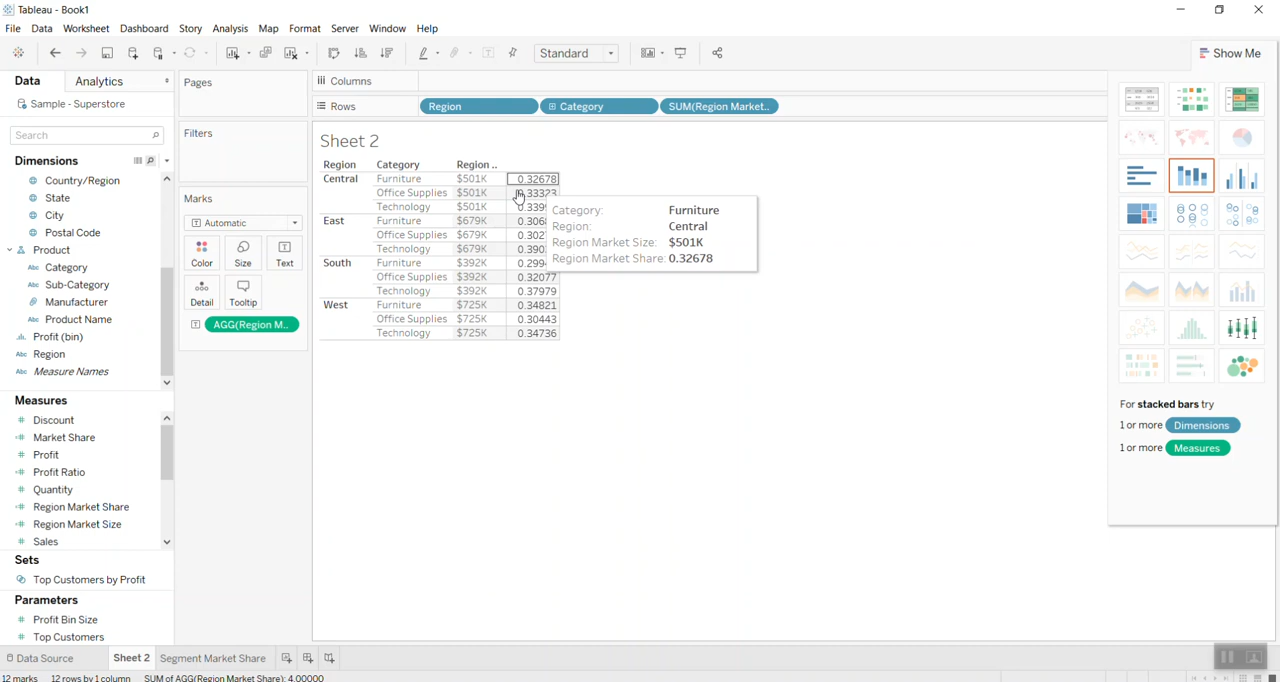 Tableau - Book1
File Data Worksheet Dashboard Story Analysis Map Format Server Window Help
Standard
Show Me
Data Analytics
Sample - Superstore
Search
Dimensions
Country/Region
State
City
Postal Code
Product
Abc Category
Abc Sub-Category
Manufacturer
Abc Product Name
Profit (bin)
Abc Region
Abc Measure Names
Measures
Discount
Market Share
Profit
Profit Ratio
Quantity
Region Market Share
Region Market Size
Sales
Sets
Top Customers by Profit
Parameters
Profit Bin Size
Top Customers
Pages
Filters
Marks
Automatic
Color Size Text
Detail Tooltip
AGG(Region M..
Columns
Rows Region Category SUM(Region Market..
Sheet 2
Region Category Region ..
Central Furniture $501K 0.32678
Office Supplies $501K 0.33323
Technology $501K
East Furniture $679K
Office Supplies $679K
Technology $679K
South Furniture $392K
Office Supplies $392K 0.32077
Technology $392K 0.37979
West Furniture $725K 0.34821
Office Supplies $725K 0.30443
Technology $725K 0.34736
Category: Furniture
Region: Central
Region Market Size: $501K
Region Market Share: 0.32678
For stacked bars try
1 or more Dimensions
1 or more Measures
Data Source Sheet 2 Segment Market Share
12 marks 12 rows by 1 column SUM of AGG(Region Market Share): 4.00000